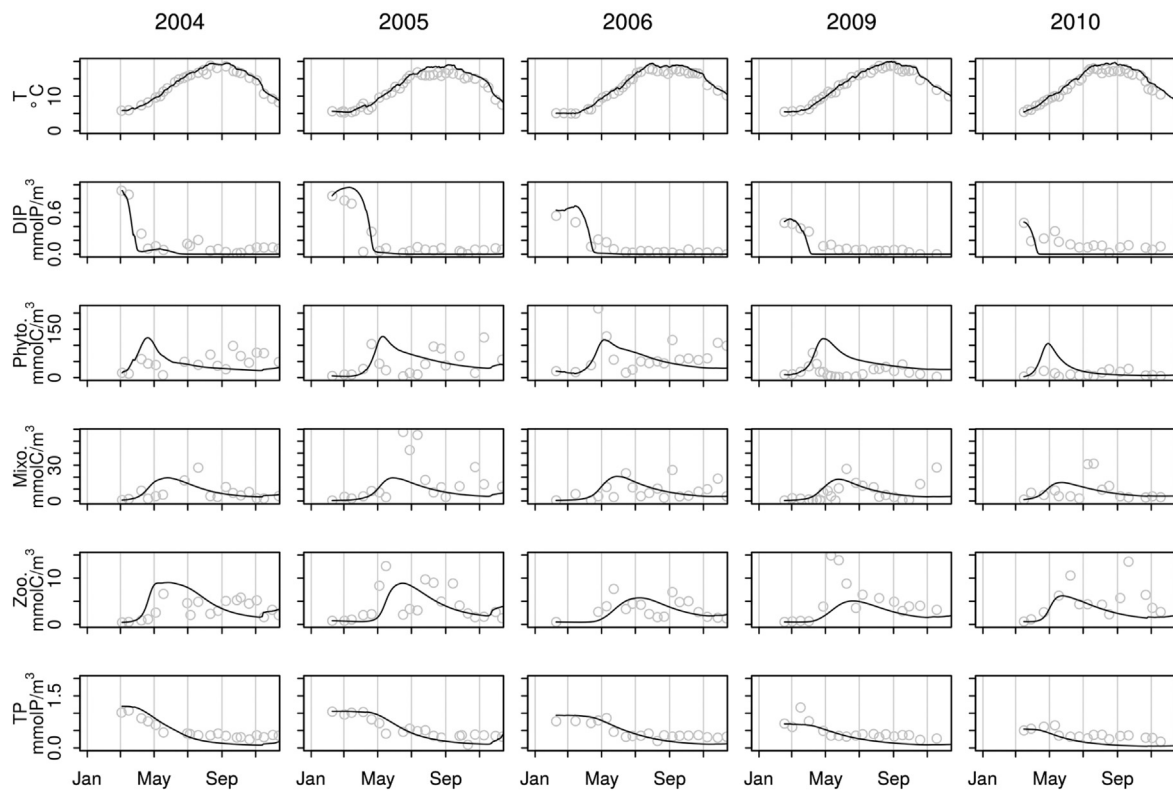 2004 2005 2006 2009 2010
T
° C
0 10
DIP
mmolP/m³
0.0 0.6
Phyto.
mmolC/m³
0 150
Mixo.
mmolC/m³
0 30
Zoo.
mmolC/m³
0 10
TP
mmolP/m³
0.0 1.5
Jan May Sep Jan May Sep Jan May Sep Jan May Sep Jan May Sep